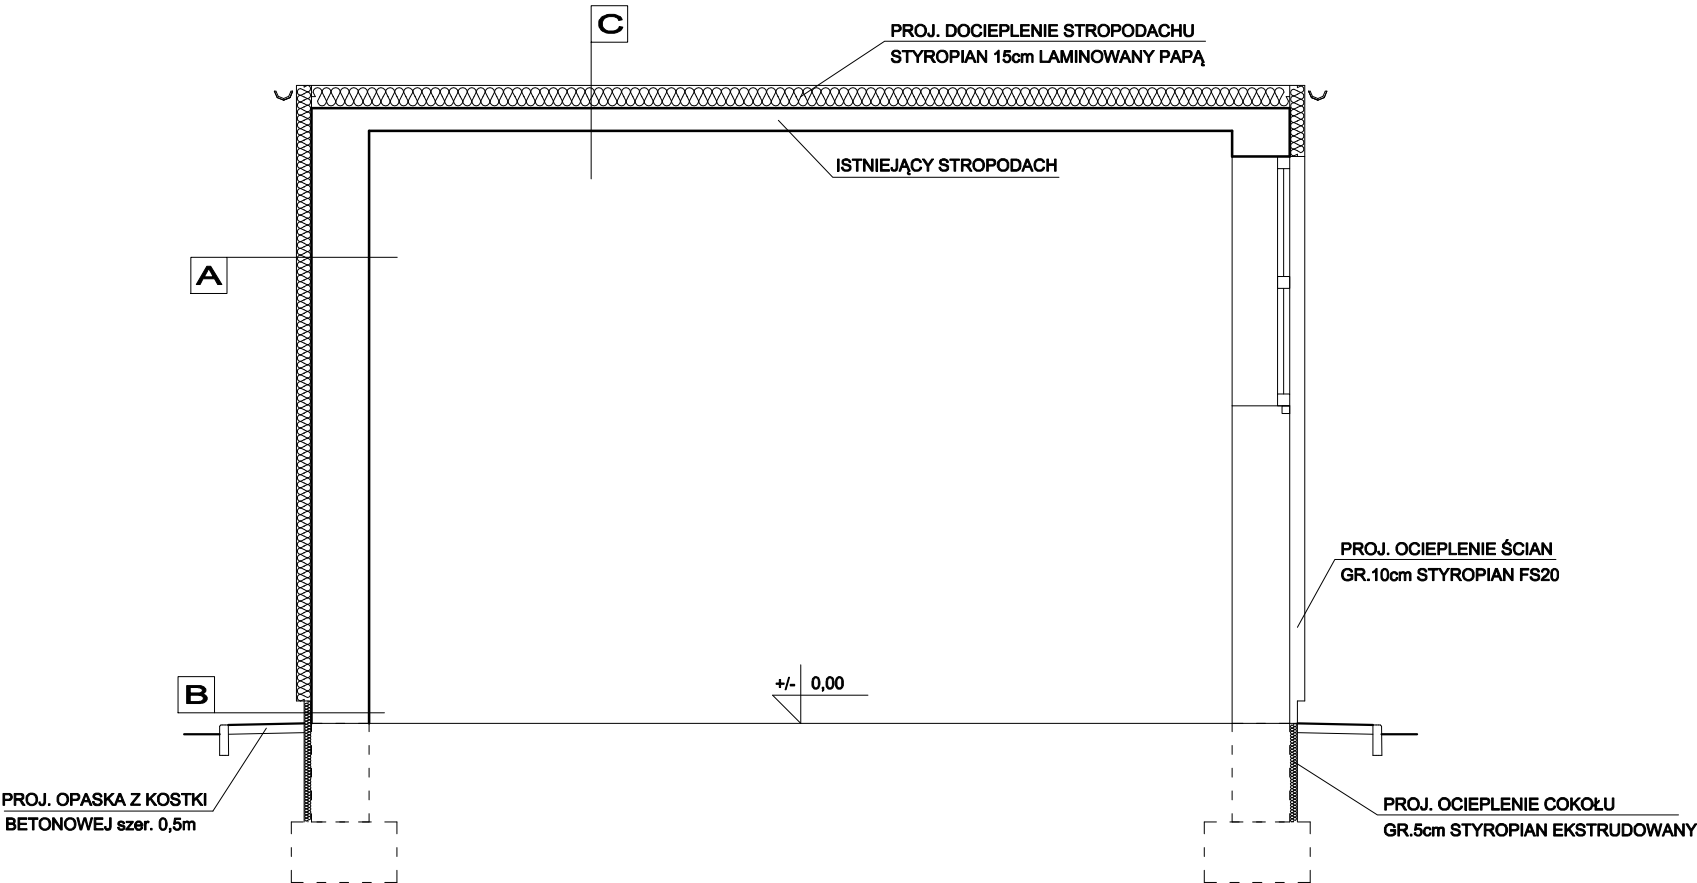 C
PROJ. DOCIEPLENIE STROPODACHU
STYROPIAN 15cm LAMINOWANY PAPĄ
ISTNIEJĄCY STROPODACH
A
PROJ. OCIEPLENIE ŚCIAN
GR.10cm STYROPIAN FS20
B
+/- 0,00
PROJ. OPASKA Z KOSTKI
BETONOWEJ szer. 0,5m
PROJ. OCIEPLENIE COKOŁU
GR.5cm STYROPIAN EKSTRUDOWANY